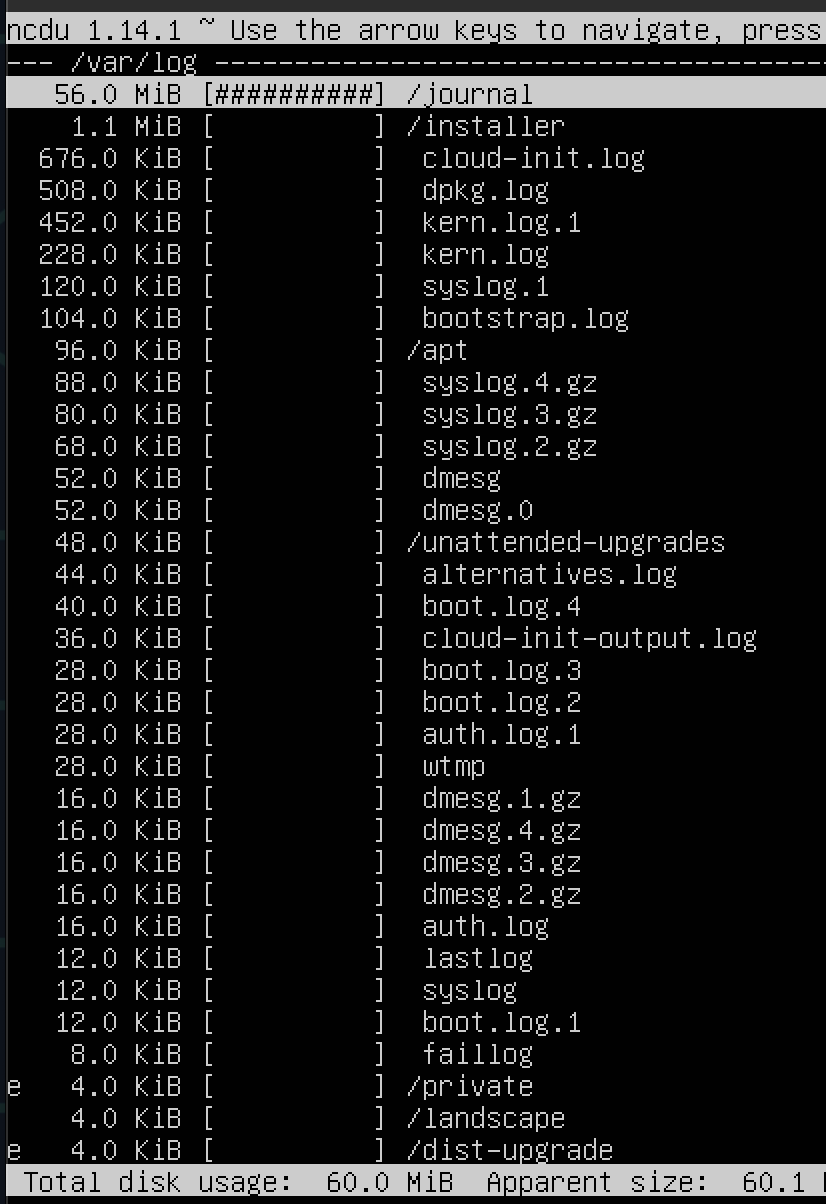 ncdu 1.14.1 ~ Use the arrow keys to navigate, press
--- /var/log --------------------------------------
56.0 MiB [##########] /journal
1.1 MiB [          ] /installer
676.0 KiB [          ]  cloud-init.log
508.0 KiB [          ]  dpkg.log
452.0 KiB [          ]  kern.log.1
228.0 KiB [          ]  kern.log
120.0 KiB [          ]  syslog.1
104.0 KiB [          ]  bootstrap.log
96.0 KiB [          ] /apt
88.0 KiB [          ]  syslog.4.gz
80.0 KiB [          ]  syslog.3.gz
68.0 KiB [          ]  syslog.2.gz
52.0 KiB [          ]  dmesg
52.0 KiB [          ]  dmesg.0
48.0 KiB [          ] /unattended-upgrades
44.0 KiB [          ]  alternatives.log
40.0 KiB [          ]  boot.log.4
36.0 KiB [          ]  cloud-init-output.log
28.0 KiB [          ]  boot.log.3
28.0 KiB [          ]  boot.log.2
28.0 KiB [          ]  auth.log.1
28.0 KiB [          ]  wtmp
16.0 KiB [          ]  dmesg.1.gz
16.0 KiB [          ]  dmesg.4.gz
16.0 KiB [          ]  dmesg.3.gz
16.0 KiB [          ]  dmesg.2.gz
16.0 KiB [          ]  auth.log
12.0 KiB [          ]  lastlog
12.0 KiB [          ]  syslog
12.0 KiB [          ]  boot.log.1
8.0 KiB [          ]  faillog
e 4.0 KiB [          ] /private
4.0 KiB [          ] /landscape
e 4.0 KiB [          ] /dist-upgrade
Total disk usage:  60.0 MiB  Apparent size:  60.1